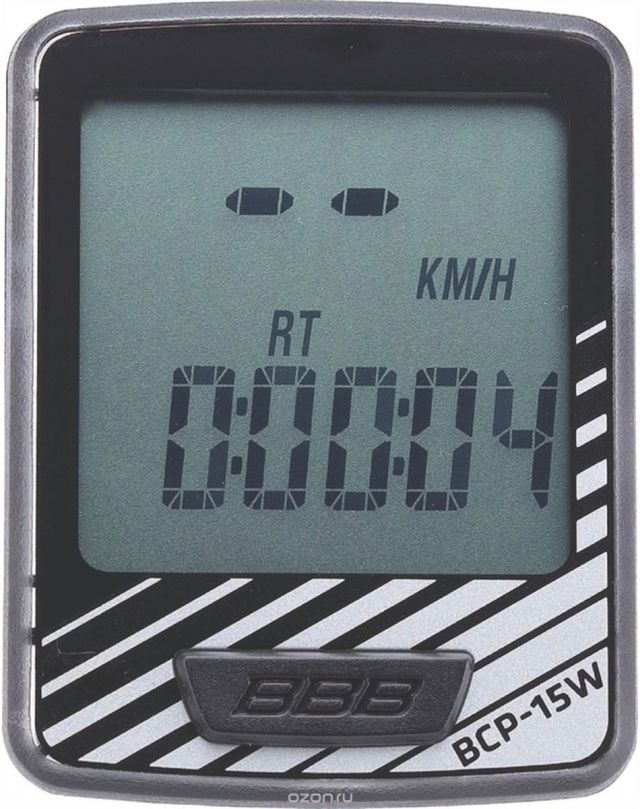 - -
KM/H
RT
0:00:04
BBB
BCP-15W
ozon.ru